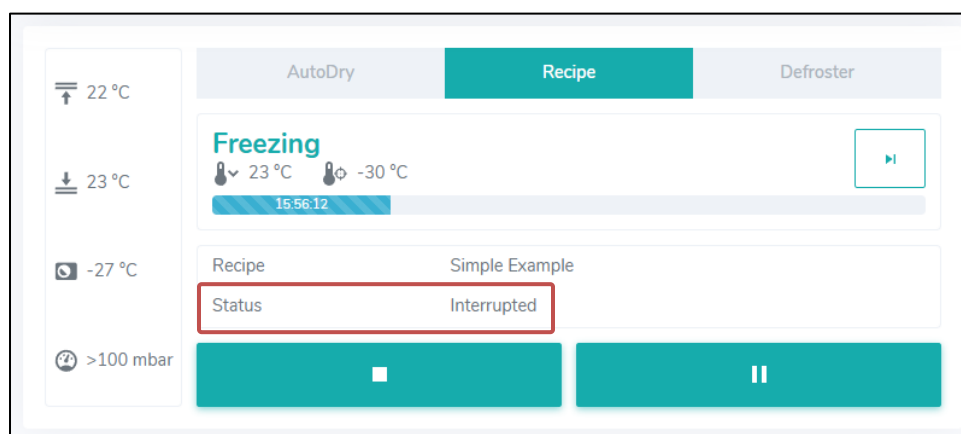 AutoDry Recipe Defroster
22 °C
Freezing
23 °C -30 °C
23 °C
15:56:12
-27 °C
Recipe Simple Example
Status Interrupted
>100 mbar